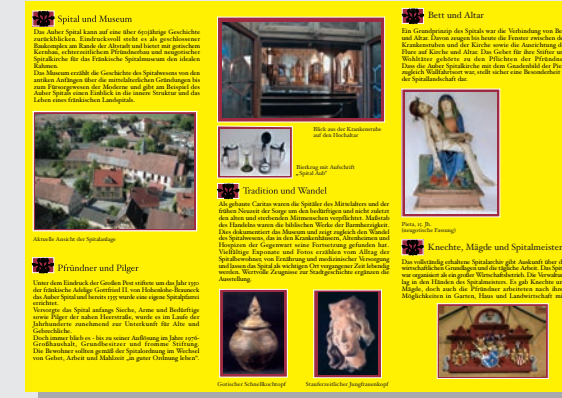 Spital und Museum
Das Auber Spital kann auf eine über 650jährige Geschichte
zurückblicken. Eindrucksvoll steht es als geschlossener
Baukomplex am Rande der Altstadt und bietet mit gotischem
Kernbau, echterzeitlichem Pfründnerbau und neugotischer
Spitalkirche für das Fränkische Spitalmuseum den idealen
Rahmen.
Das Museum erzählt die Geschichte des Spitalwesens von den
antiken Anfängen über die mittelalterlichen Gründungen bis
zum Fürsorgewesen der Moderne und gibt am Beispiel des
Auber Spitals einen Einblick in die innere Struktur und das
Leben eines fränkischen Landspitals.
Aktuelle Ansicht der Spitalanlage
Pfründner und Pilger
Unter dem Eindruck der Großen Pest stiftete um das Jahr 1350
der fränkische Adelige Gottfried II. von Hohenlohe-Brauneck
das Auber Spital und bereits 1355 wurde eine eigene Spitalpfarrei
errichtet.
Versorgte das Spital anfangs Sieche, Arme und Bedürftige
sowie Pilger der nahen Heerstraße, wurde es im Laufe der
Jahrhunderte zunehmend zur Unterkunft für Alte und
Gebrechliche.
Doch immer blieb es - bis zu seiner Auflösung im Jahre 1976-
Großhaushalt, Grundbesitzer und fromme Stiftung.
Die Bewohner sollten gemäß der Spitalordnung im Wechsel
von Gebet, Arbeit und Mahlzeit „in guter Ordnung leben“.
Blick aus der Krankenstube
auf den Hochaltar
Bierkrug mit Aufschrift
„Spital Aub“
Tradition und Wandel
Als gebaute Caritas waren die Spitäler des Mittelalters und der
frühen Neuzeit der Sorge um den bedürftigen und nicht zuletzt
den alten und sterbenden Mitmenschen verpflichtet. Maßstab
des Handelns waren die biblischen Werke der Barmherzigkeit.
Dies dokumentiert das Museum und zeigt zugleich den Wandel
des Spitalwesens, das in den Krankenhäusern, Altenheimen und
Hospizen der Gegenwart seine Fortsetzung gefunden hat.
Vielfältige Exponate und Fotos erzählen vom Alltag der
Spitalbewohner, von Ernährung und medizinischer Versorgung
und lassen das Spital als wichtigen Ort vergangener Zeit lebendig
werden. Wertvolle Zeugnisse zur Stadtgeschichte ergänzen die
Ausstellung.
Gotischer Schnellkochtopf
Stauferzeitlicher Jungfrauenkopf
Bett und Altar
Ein Grundprinzip des Spitals war die Verbindung von Be
und Altar. Davon zeugen bis heute die Fenster zwischen de
Krankenstuben und der Kirche sowie die Ausrichtung d
Flure auf Kirche und Altar. Das Gebet für ihre Stifter un
Wohltäter gehörte zu den Pflichten der Pfründne
Dass die Auber Spitalkirche mit dem Gnadenbild der Piet
zugleich Wallfahrtsort war, stellt sicher eine Besonderheit
der Spitallandschaft dar.
Pieta, 15. Jh.
(neugotische Fassung)
Knechte, Mägde und Spitalmeister
Das vollständig erhaltene Spitalarchiv gibt Auskunft über d
wirtschaftlichen Grundlagen und das tägliche Arbeit. Das Spit
war organisiert als ein großer Wirtschaftsbetrieb. Die Verwaltu
lag in den Händen des Spitalmeisters. Es gab Knechte u
Mägde, doch auch die Pfründner arbeiteten nach ihre
Möglichkeiten in Garten, Haus und Landwirtschaft mi